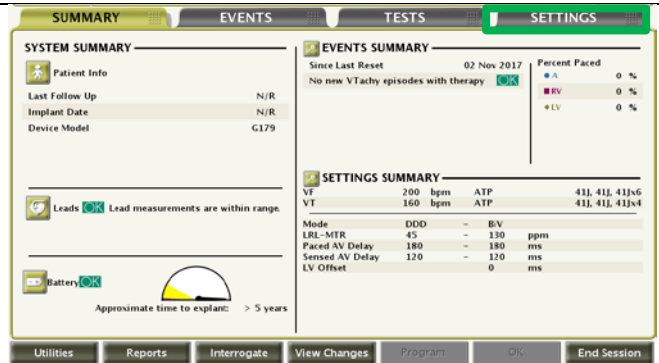 SUMMARY EVENTS TESTS SETTINGS
SYSTEM SUMMARY
Patient Info
Last Follow Up N/R
Implant Date N/R
Device Model G179
Leads OK Lead measurements are within range.
Battery OK
Approximate time to explant: > 5 years
EVENTS SUMMARY
Since Last Reset 02 Nov 2017
No new VTachy episodes with therapy OK
Percent Paced
A 0 %
RV 0 %
LV 0 %
SETTINGS SUMMARY
VF 200 bpm ATP 41J, 41J, 41Jx6
VT 160 bpm ATP 41J, 41J, 41Jx4
Mode DDD - BiV
LRL-MTR 45 - 130 ppm
Paced AV Delay 180 - 180 ms
Sensed AV Delay 120 - 120 ms
LV Offset 0 ms
Utilities Reports Interrogate View Changes Program OK End Session